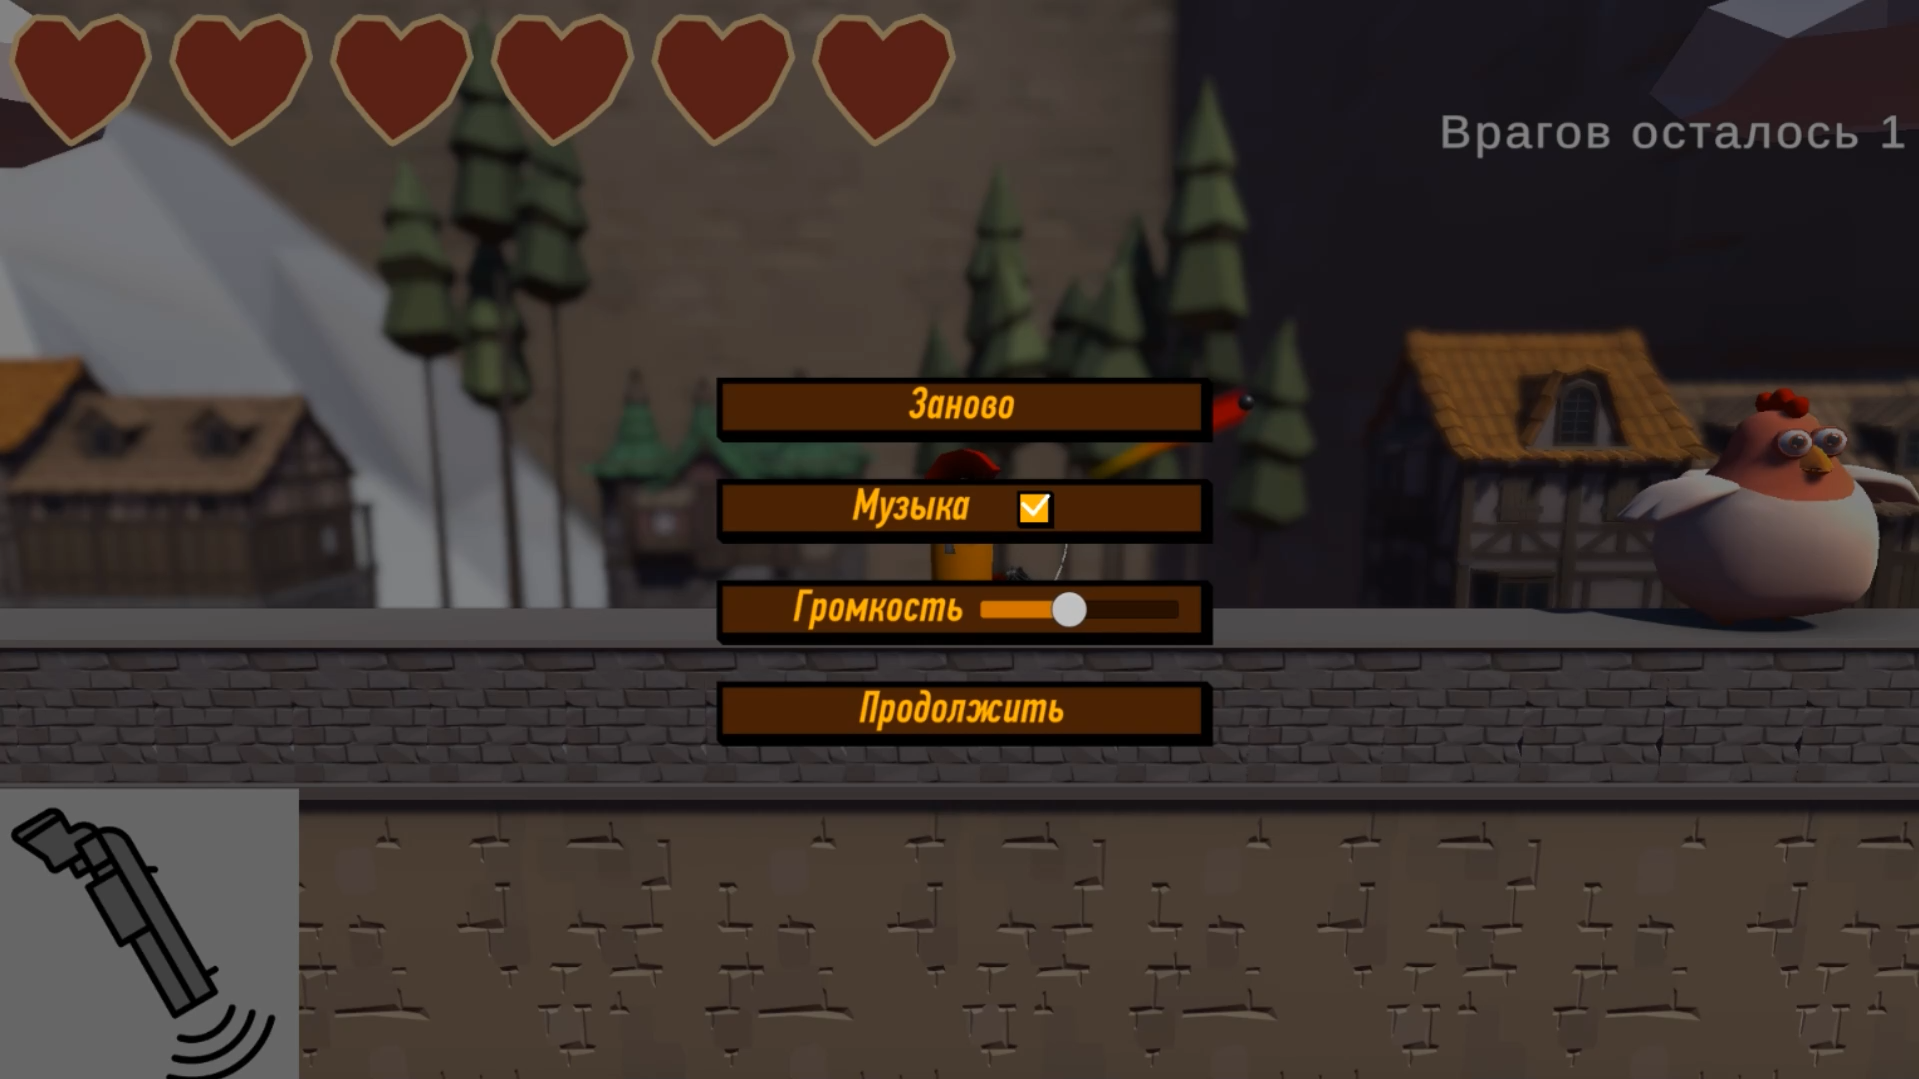 Врагов осталось 1
Заново
Музыка
Громкость
Продолжить